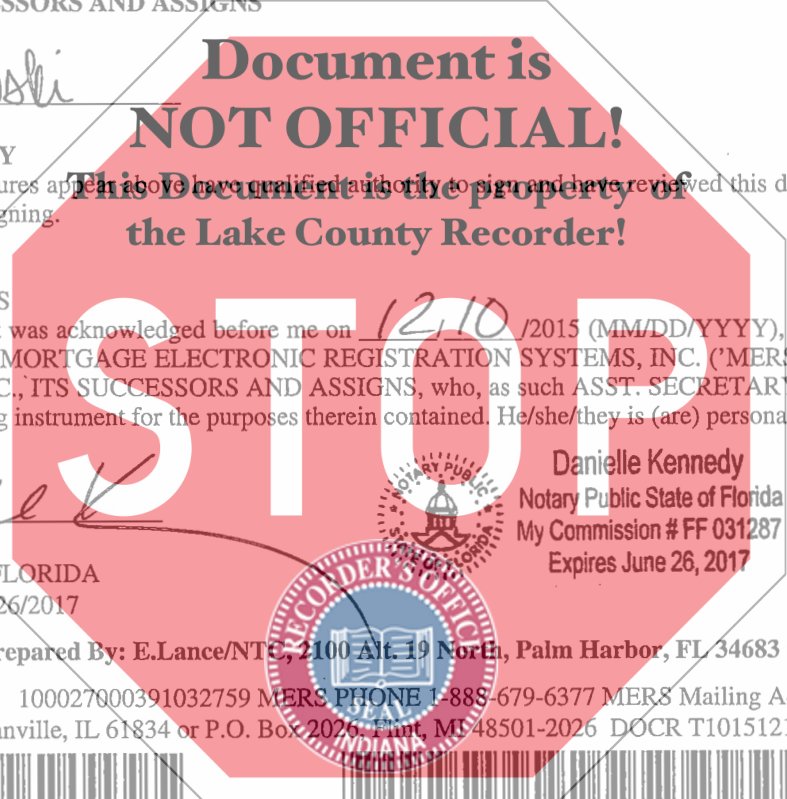 SSORS AND ASSIGNS
Document is
NOT OFFICIAL!
Y
ures appear above have qualified authority to sign and have reviewed this d
This Document is the property of
gning.
the Lake County Recorder!
S
was acknowledged before me on 12/10/2015 (MM/DD/YYYY),
MORTGAGE ELECTRONIC REGISTRATION SYSTEMS, INC. ('MERS
C., ITS SUCCESSORS AND ASSIGNS, who, as such ASST. SECRETARY
g instrument for the purposes therein contained. He/she/they is (are) persona
STOP
NOTARY PUBLIC
STATE OF FLORIDA
Danielle Kennedy
Notary Public State of Florida
My Commission # FF 031287
Expires June 26, 2017
FLORIDA
26/2017
RECORDER'S OFFICE
SEAL
INDIANA
repared By: E.Lance/NTC, 2100 Alt. 19 North, Palm Harbor, FL 34683
100027000391032759 MERS PHONE 1-888-679-6377 MERS Mailing A
nville, IL 61834 or P.O. Box 2026, Flint, MI 48501-2026 DOCR T1015121